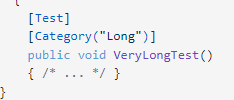 {
[Test]
[Category("Long")]
public void VeryLongTest()
{ /* ... */ }
}